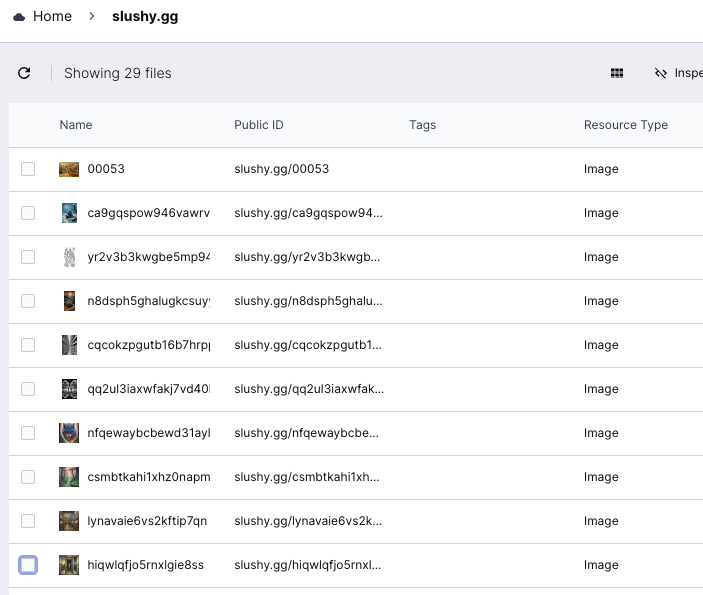 Home > slushy.gg
Showing 29 files Inspe
Name Public ID Tags Resource Type
00053 slushy.gg/00053 Image
ca9gqspow946vawrv slushy.gg/ca9gqspow94... Image
yr2v3b3kwgbe5mp94 slushy.gg/yr2v3b3kwgb... Image
n8dsph5ghalugkcsuy slushy.gg/n8dsph5ghalu... Image
cqcokzpgutb16b7hrp slushy.gg/cqcokzpgutb1... Image
qq2ul3iaxwfakj7vd40 slushy.gg/qq2ul3iaxwfak... Image
nfqewaybcbewd31ayl slushy.gg/nfqewaybcbe... Image
csmbtkahi1xhz0napm slushy.gg/csmbtkahi1xh... Image
lynavaie6vs2kftip7qn slushy.gg/lynavaie6vs2k... Image
hiqwlqfjo5rnxlgie8ss slushy.gg/hiqwlqfjo5rnxl... Image